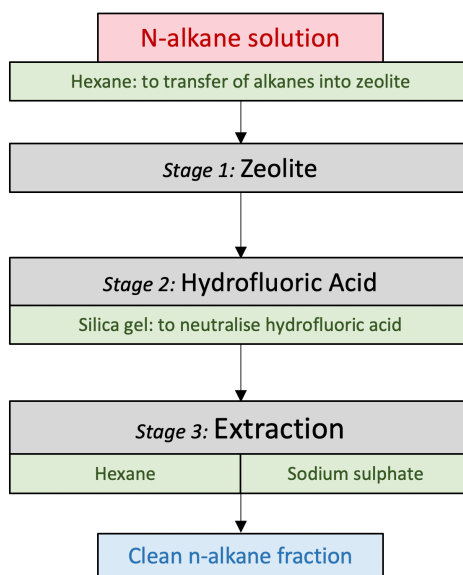 N-alkane solution
Hexane: to transfer of alkanes into zeolite
Stage 1: Zeolite
Stage 2: Hydrofluoric Acid
Silica gel: to neutralise hydrofluoric acid
Stage 3: Extraction
Hexane
Sodium sulphate
Clean n-alkane fraction